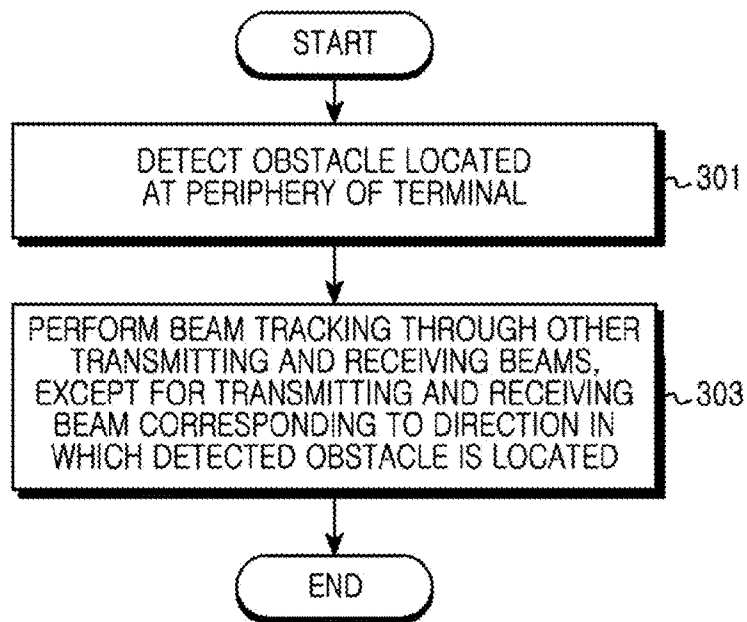 START
DETECT OBSTACLE LOCATED
AT PERIPHERY OF TERMINAL
301
PERFORM BEAM TRACKING THROUGH OTHER
TRANSMITTING AND RECEIVING BEAMS,
EXCEPT FOR TRANSMITTING AND RECEIVING
BEAM CORRESPONDING TO DIRECTION IN
WHICH DETECTED OBSTACLE IS LOCATED
303
END